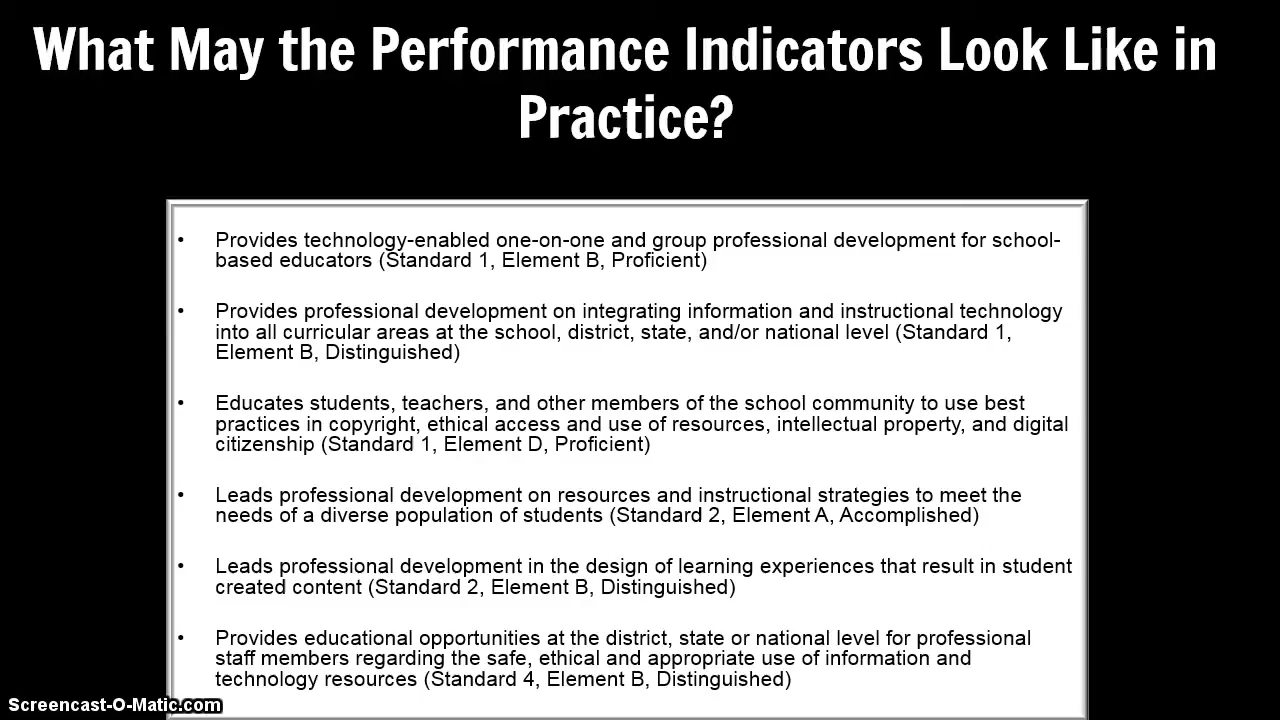 What May the Performance Indicators Look Like in
Practice?
• Provides technology-enabled one-on-one and group professional development for school-
based educators (Standard 1, Element B, Proficient)
• Provides professional development on integrating information and instructional technology
into all curricular areas at the school, district, state, and/or national level (Standard 1,
Element B, Distinguished)
• Educates students, teachers, and other members of the school community to use best
practices in copyright, ethical access and use of resources, intellectual property, and digital
citizenship (Standard 1, Element D, Proficient)
• Leads professional development on resources and instructional strategies to meet the
needs of a diverse population of students (Standard 2, Element A, Accomplished)
• Leads professional development in the design of learning experiences that result in student
created content (Standard 2, Element B, Distinguished)
• Provides educational opportunities at the district, state or national level for professional
staff members regarding the safe, ethical and appropriate use of information and
technology resources (Standard 4, Element B, Distinguished)
Screencast-O-Matic.com